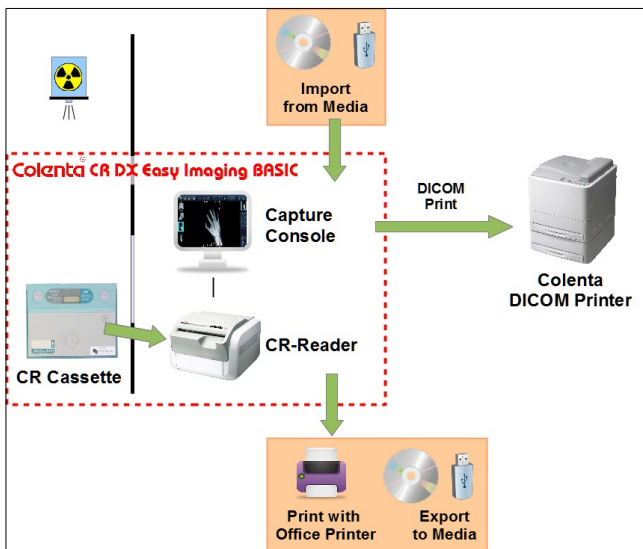 Import
from Media
Colenta CR DX Easy Imaging BASIC
Capture
Console
DICOM
Print
Colenta
DICOM Printer
CR-Reader
CR Cassette
Print with
Office Printer
Export
to Media